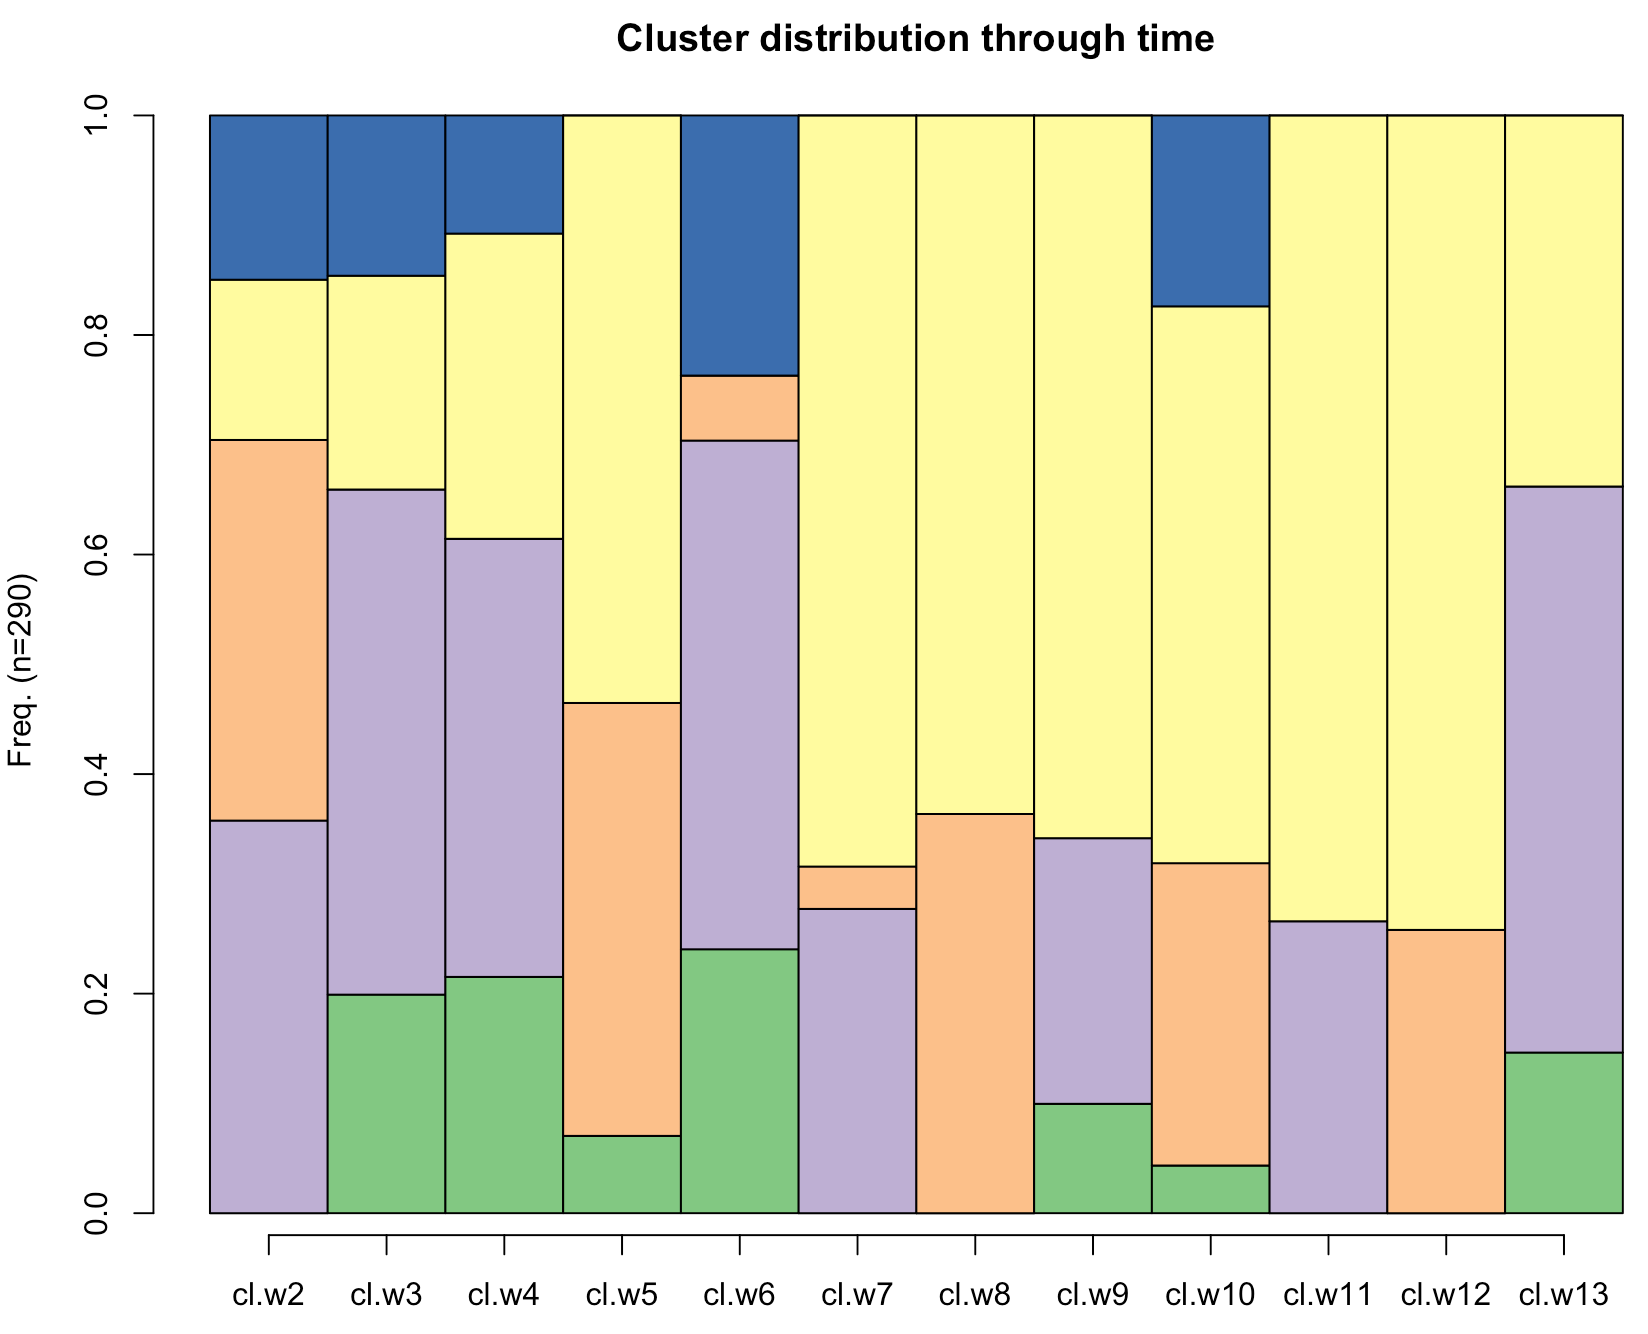 Cluster distribution through time
Freq. (n=290)
1.0
0.8
0.6
0.4
0.2
0.0
cl.w2 cl.w3 cl.w4 cl.w5 cl.w6 cl.w7 cl.w8 cl.w9 cl.w10 cl.w11 cl.w12 cl.w13